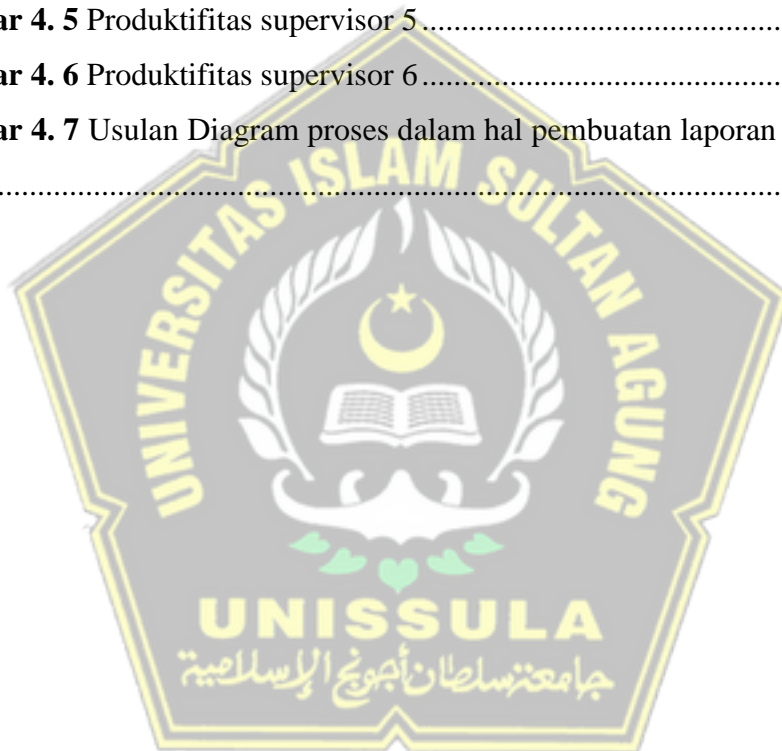 ar 4. 5 Produktifitas supervisor 5.......................................
ar 4. 6 Produktifitas supervisor 6.......................................
ar 4. 7 Usulan Diagram proses dalam hal pembuatan laporan
...............................................................................
UNIVERSITAS ISLAM SULTAN AGUNG
UNISSULA
جامعة سلطان أجونج الإسلامية